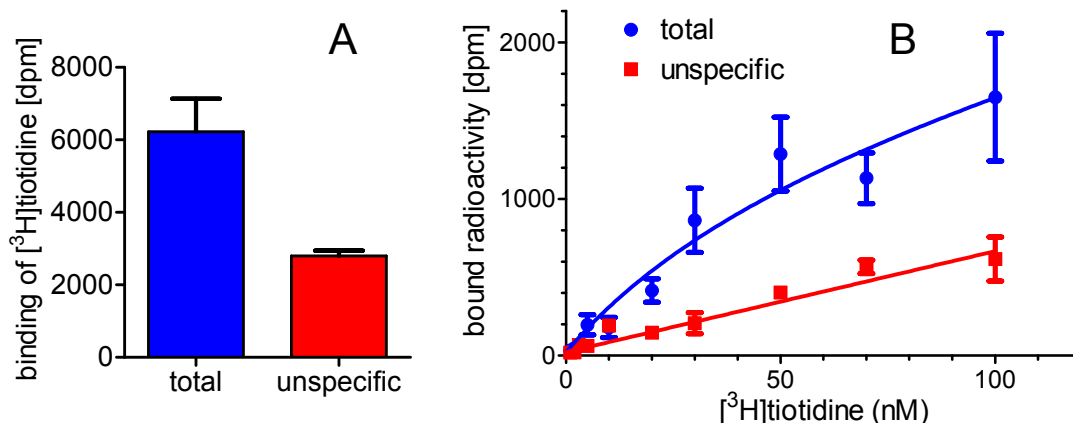 A
binding of [³H]tiotidine [dpm]
8000
6000
4000
2000
0
total
unspecific
B
total
unspecific
bound radioactivity [dpm]
2000
1000
0
0
50
100
[³H]tiotidine (nM)